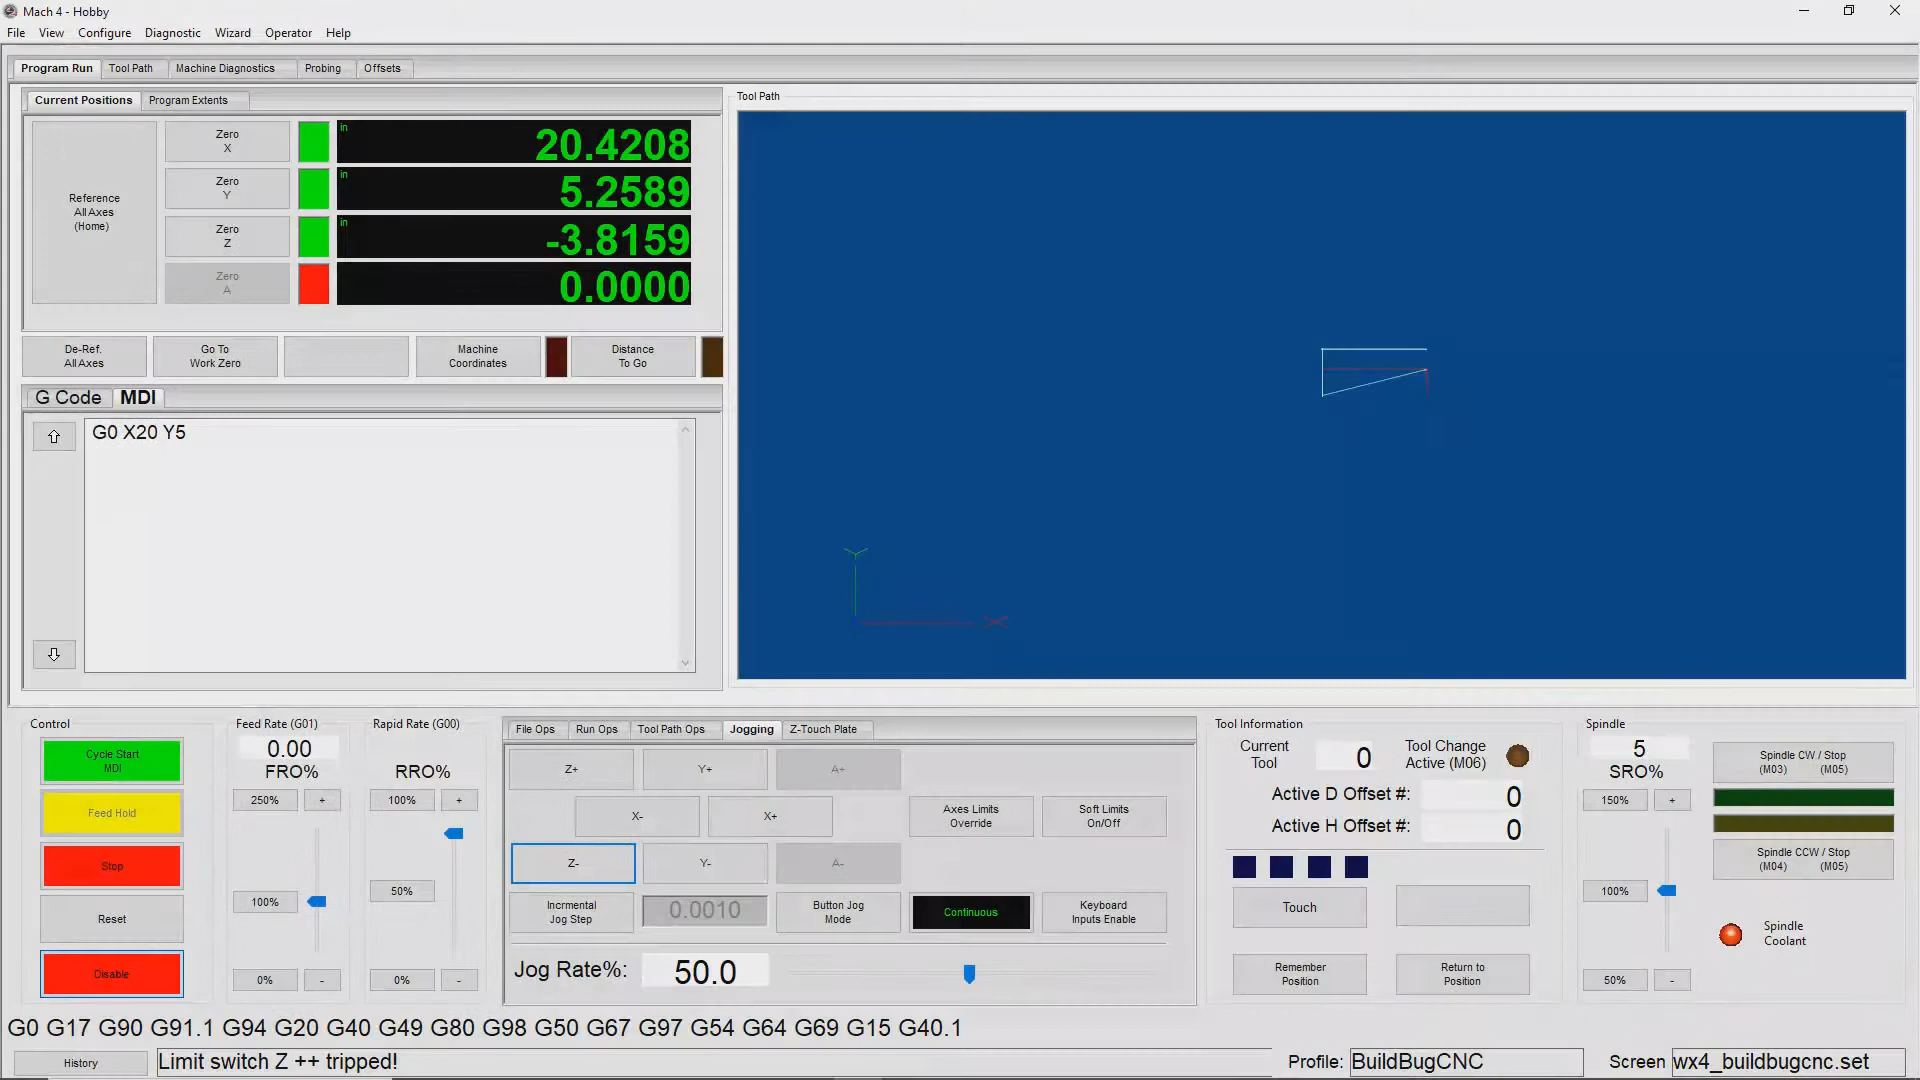 Mach 4 - Hobby
File View Configure Diagnostic Wizard Operator Help
Program Run Tool Path Machine Diagnostics Probing Offsets
Current Positions Program Extents
Tool Path
Reference
All Axes
(Home)
Zero
X
in
20.4208
Zero
Y
in
5.2589
Zero
Z
in
-3.8159
Zero
A
0.0000
De-Ref.
All Axes
Go To
Work Zero
Machine
Coordinates
Distance
To Go
G Code MDI
G0 X20 Y5
Control
Cycle Start
MDI
Feed Hold
Stop
Reset
Disable
Feed Rate (G01)
0.00
FRO%
250% +
100%
0% -
Rapid Rate (G00)
RRO%
100% +
50%
0% -
File Ops Run Ops Tool Path Ops Jogging Z-Touch Plate
Z+ Y+ A+
X- X+
Axes Limits
Override
Soft Limits
On/Off
Z- Y- A-
Incrmental
Jog Step
0.0010
Button Jog
Mode
Continuous
Keyboard
Inputs Enable
Jog Rate%: 50.0
Tool Information
Current
Tool
0
Tool Change
Active (M06)
Active D Offset #: 0
Active H Offset #: 0
Touch
Remember
Position
Return to
Position
Spindle
5
SRO%
150% +
100%
50% -
Spindle CW / Stop
(M03) (M05)
Spindle CCW / Stop
(M04) (M05)
Spindle
Coolant
G0 G17 G90 G91.1 G94 G20 G40 G49 G80 G98 G50 G67 G97 G54 G64 G69 G15 G40.1
History
Limit switch Z ++ tripped!
Profile: BuildBugCNC
Screen wx4_buildbugcnc.set